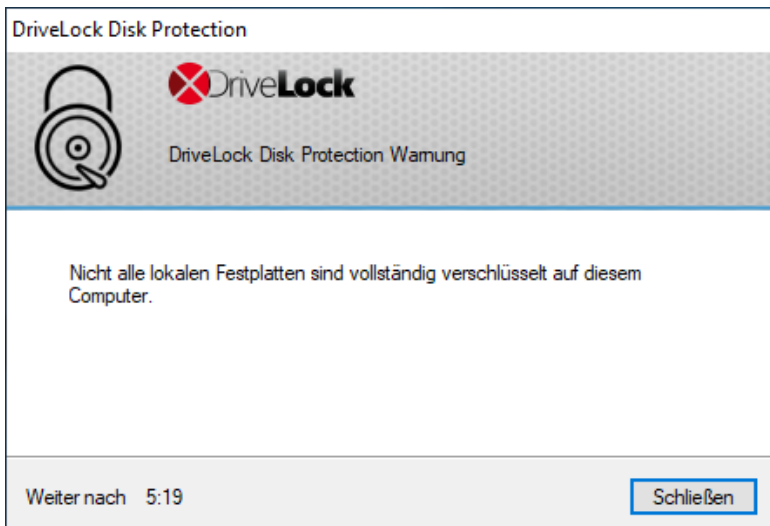 DriveLock Disk Protection
DriveLock
DriveLock Disk Protection Warnung
Nicht alle lokalen Festplatten sind vollständig verschlüsselt auf diesem
Computer.
Weiter nach 5:19
Schließen